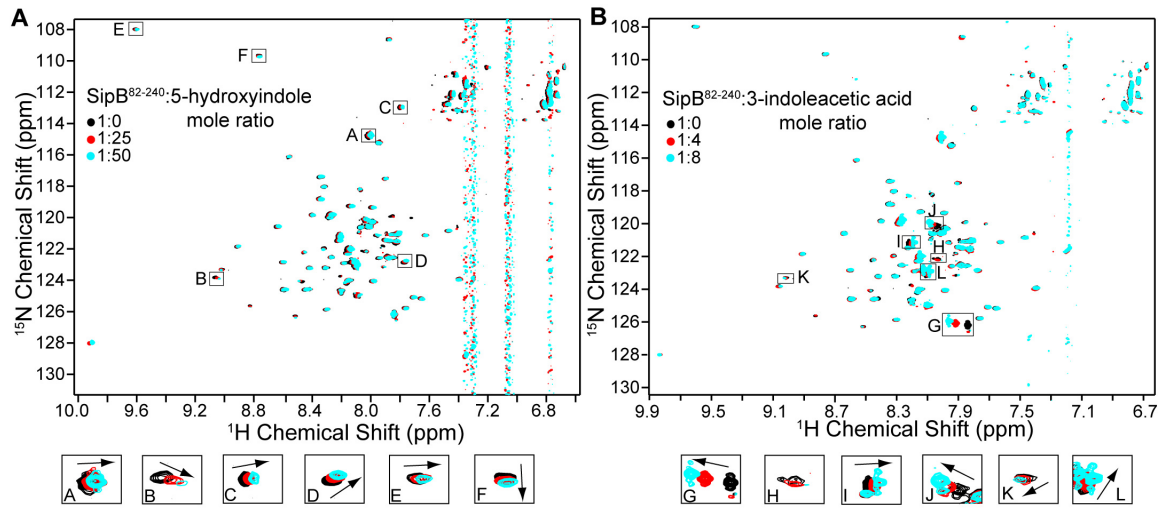 A
108
110
112
114
116
118
120
122
124
126
128
130
¹⁵N Chemical Shift (ppm)
E
F
C
A
D
B
SipB⁸²⁻²⁴⁰:5-hydroxyindole
mole ratio
1:0
1:25
1:50
10.0 9.6 9.2 8.8 8.4 8.0 7.6 7.2 6.8
¹H Chemical Shift (ppm)
A B C D E F
B
108
110
112
114
116
118
120
122
124
126
128
130
¹⁵N Chemical Shift (ppm)
SipB⁸²⁻²⁴⁰:3-indoleacetic acid
mole ratio
1:0
1:4
1:8
J
I
H
L
K
G
9.9 9.5 9.1 8.7 8.3 7.9 7.5 7.1 6.7
¹H Chemical Shift (ppm)
G H I J K L